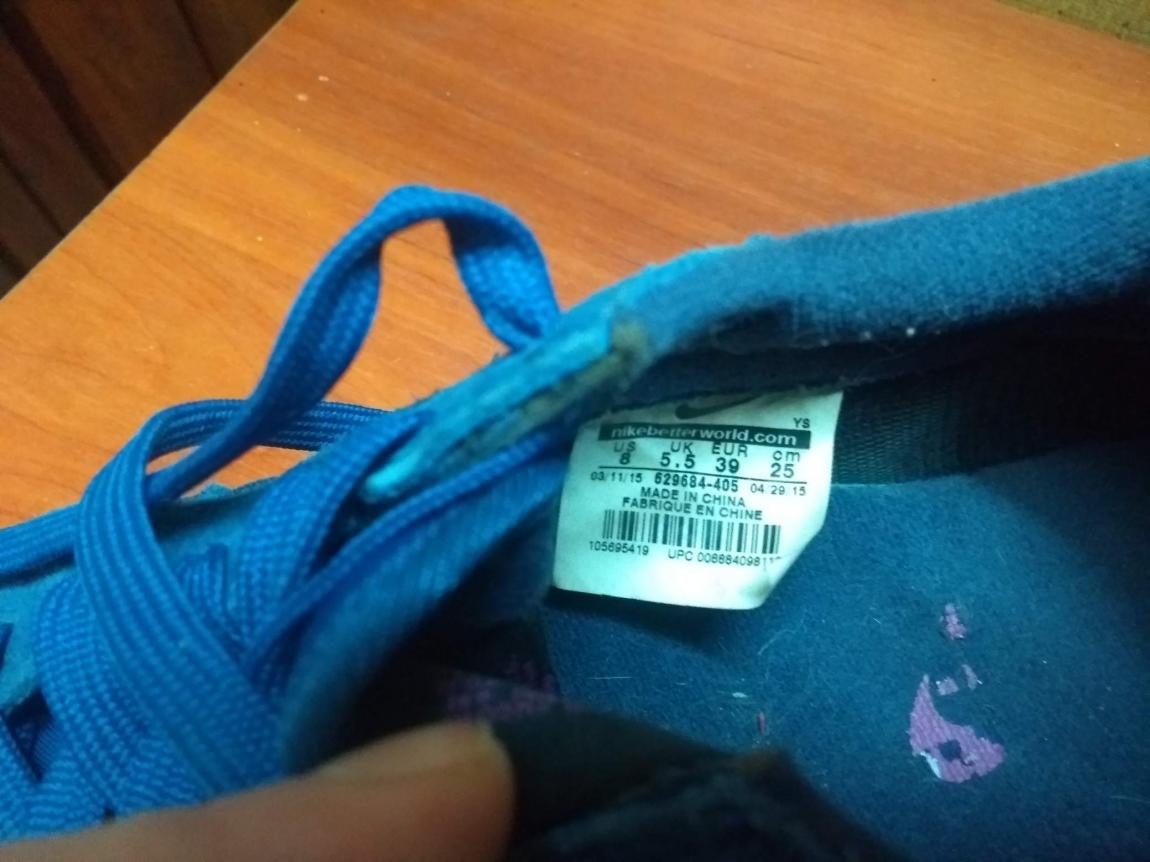 YS
nikebetterworld.com
US UK EUR cm
8 5.5 39 25
03/11/15 629684-405 04 29 15
MADE IN CHINA
FABRIQUE EN CHINE
105695419 UPC